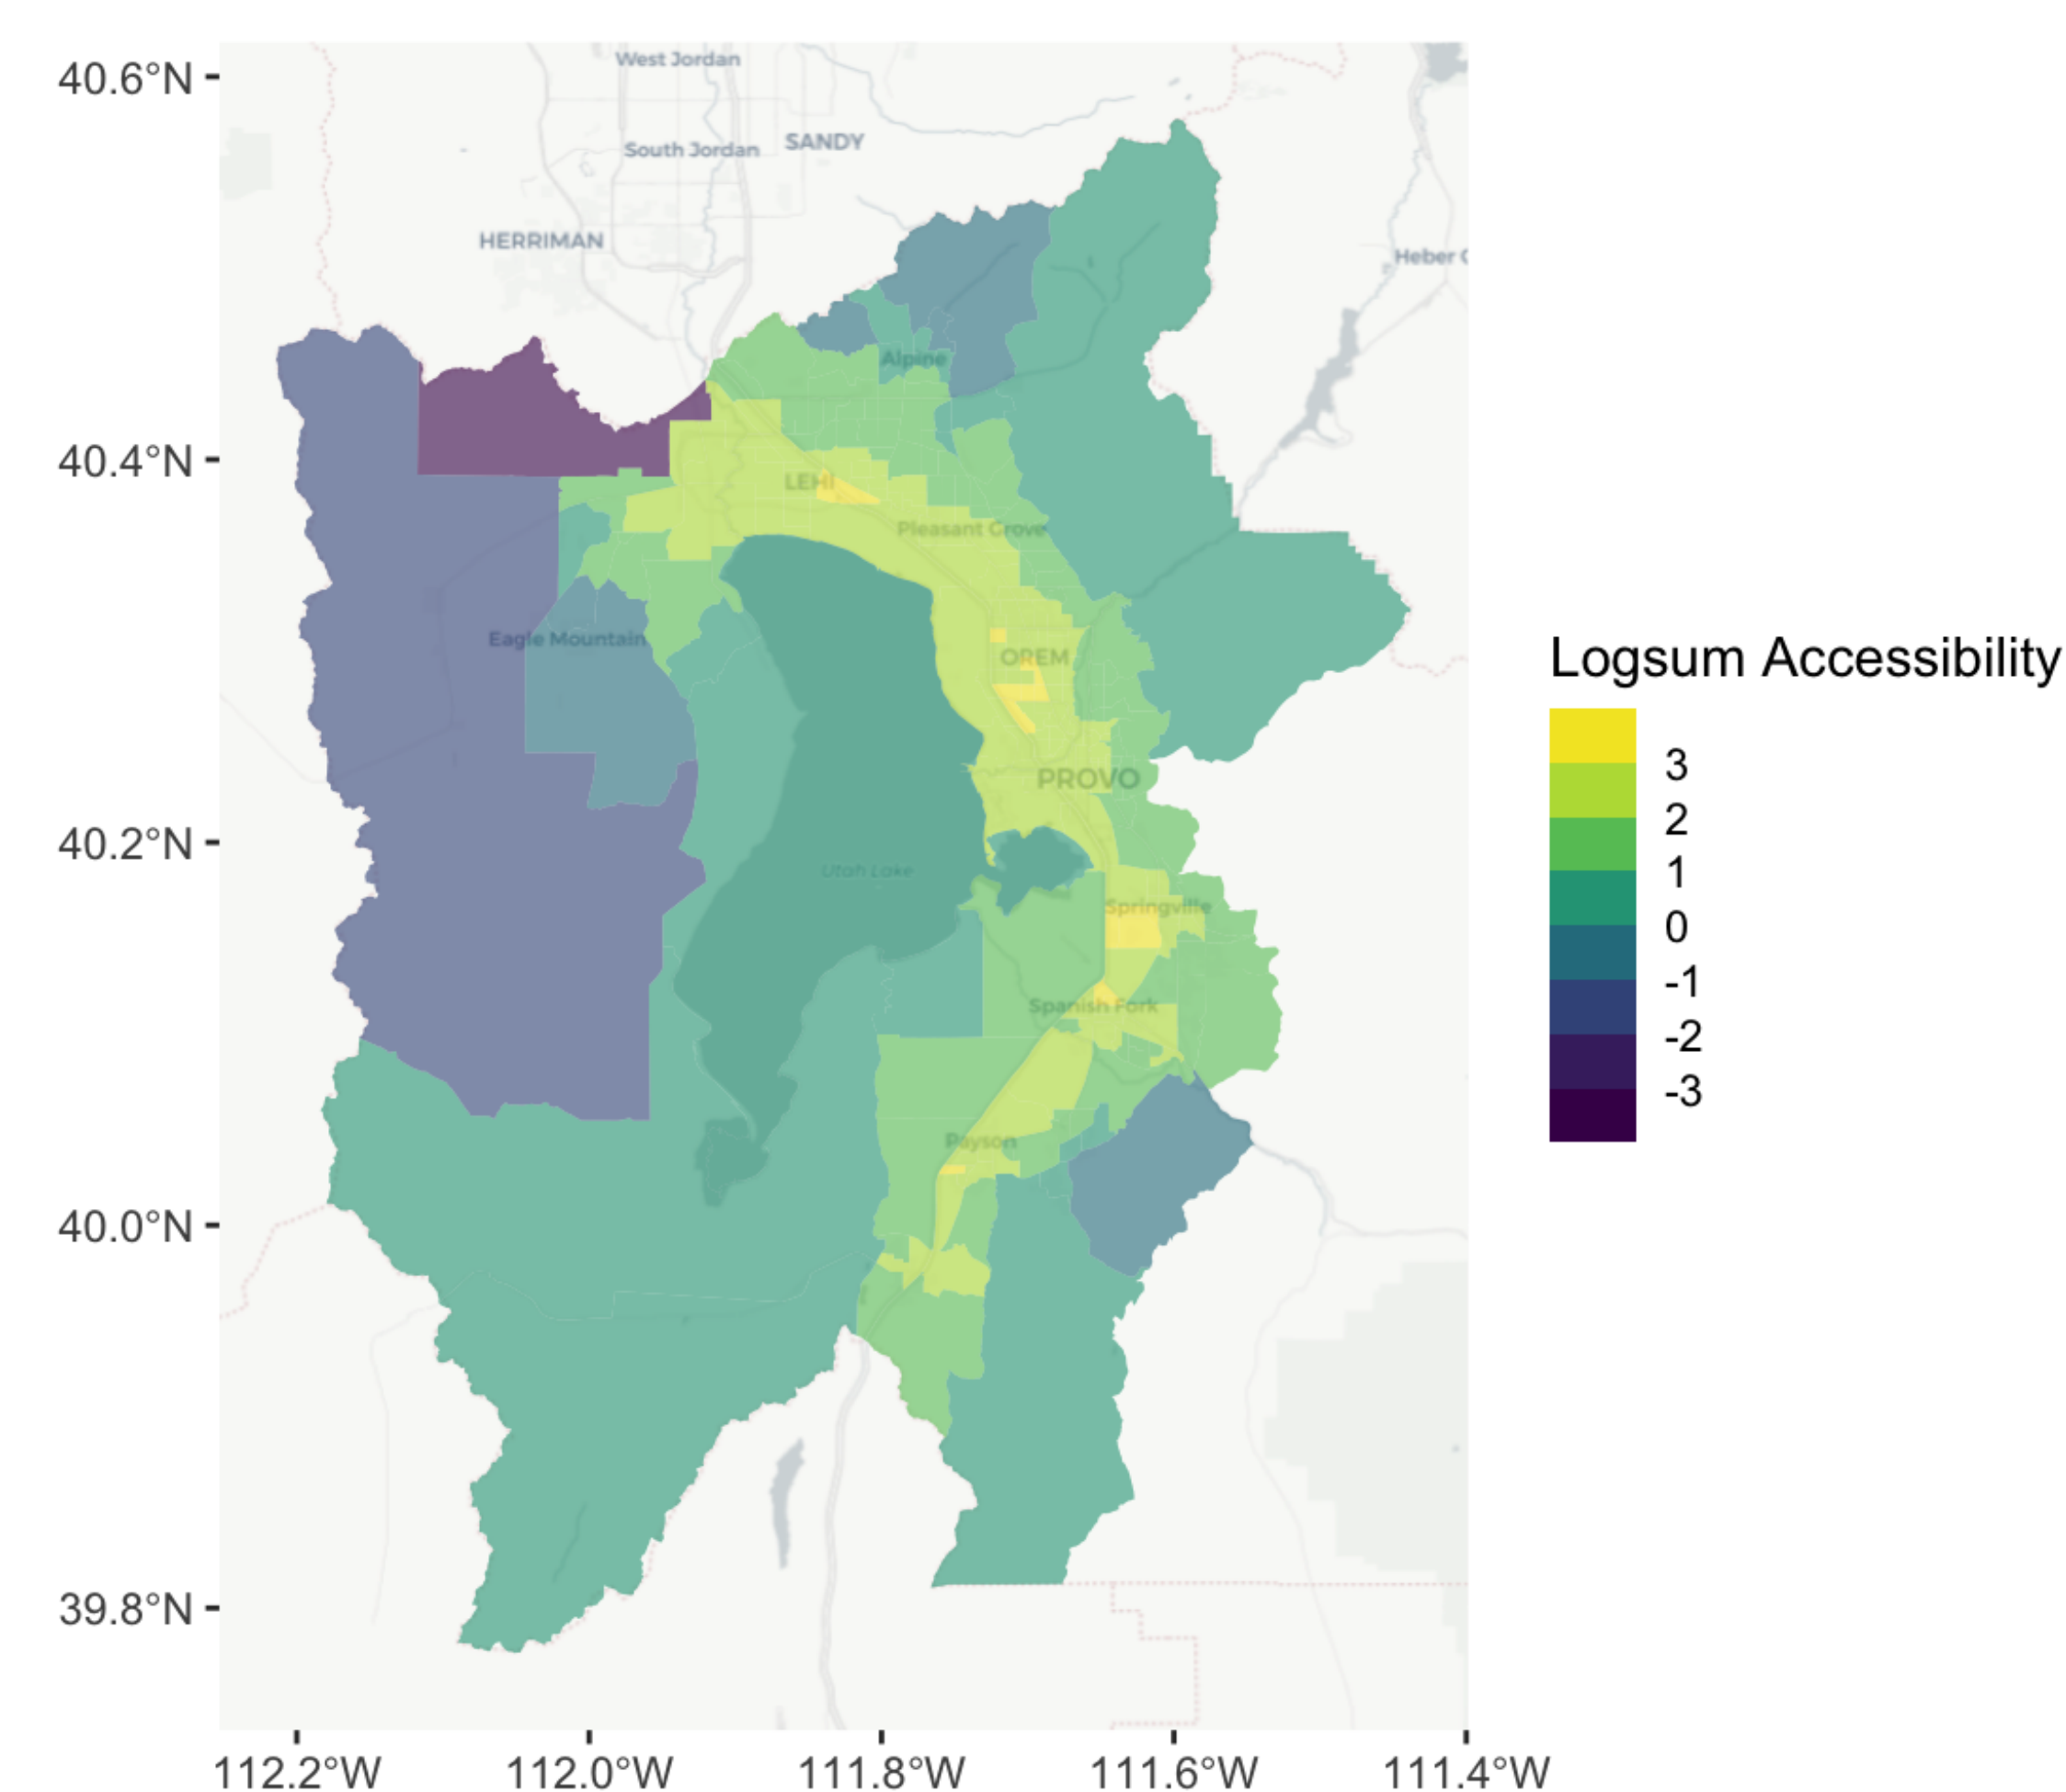 40.6°N
40.4°N
40.2°N
40.0°N
39.8°N
West Jordan
SANDY
South Jordan
HERRIMAN
Heber C
Alpine
LEHI
Pleasant Grove
Eagle Mountain
OREM
PROVO
Utah Lake
Springville
Spanish Fork
Payson
112.2°W 112.0°W 111.8°W 111.6°W 111.4°W
Logsum Accessibility
3
2
1
0
-1
-2
-3